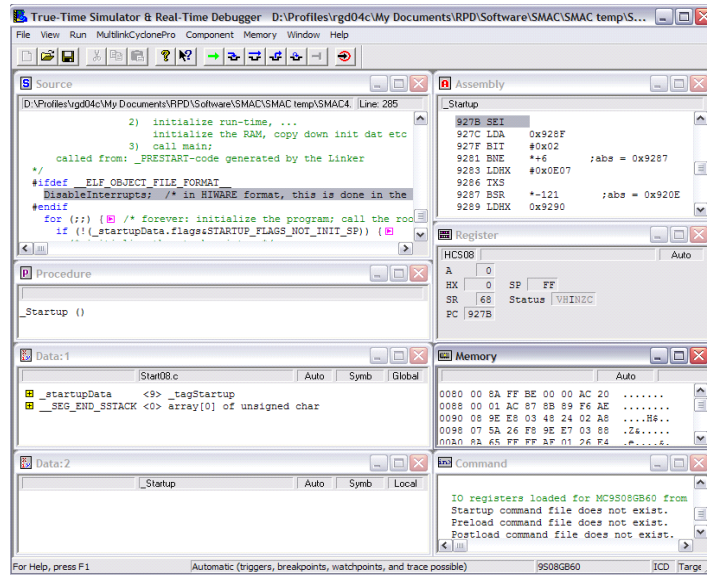 True-Time Simulator & Real-Time Debugger D:\Profiles\rgd04c\My Documents\RPD\Software\SMAC\SMAC temp\S...
File View Run MultilinkCyclonePro Component Memory Window Help
Source
D:\Profiles\rgd04c\My Documents\RPD\Software\SMAC\SMAC temp\SMAC4. Line: 285
2) initialize run-time, ...
initialize the RAM, copy down init dat etc
3) call main;
called from: _PRESTART-code generated by the Linker
*/
#ifdef __ELF_OBJECT_FILE_FORMAT__
DisableInterrupts; /* in HIWARE format, this is done in the
#endif
for (;;) { /* forever: initialize the program; call the roo
if (!(_startupData.flags&STARTUP_FLAGS_NOT_INIT_SP)) {
Assembly
_Startup
927B SEI
927C LDA 0x928F
927F BIT #0x02
9281 BNE *+6 ;abs = 0x9287
9283 LDHX #0x0E07
9286 TXS
9287 BSR *-121 ;abs = 0x920E
9289 LDHX 0x9290
Register
HCS08 Auto
A 0
HX 0 SP FF
SR 68 Status VHINZC
PC 927B
Procedure
_Startup ()
Data:1
Start08.c Auto Symb Global
_startupData <9> _tagStartup
__SEG_END_SSTACK <0> array[0] of unsigned char
Memory
Auto
0080 00 8A FF BE 00 00 AC 20 .......
0088 00 01 AC 87 8B 89 F6 AE ........
0090 08 9E E8 03 48 24 02 A8 ....H$..
0098 07 5A 26 F8 9E E7 03 88 .Z&.....
00A0 8A 65 FF FF AF 01 26 F4 .e....&.
Data:2
_Startup Auto Symb Local
Command
IO registers loaded for MC9S08GB60 from
Startup command file does not exist.
Preload command file does not exist.
Postload command file does not exist.
For Help, press F1 Automatic (triggers, breakpoints, watchpoints, and trace possible) 9S08GB60 ICD Targe